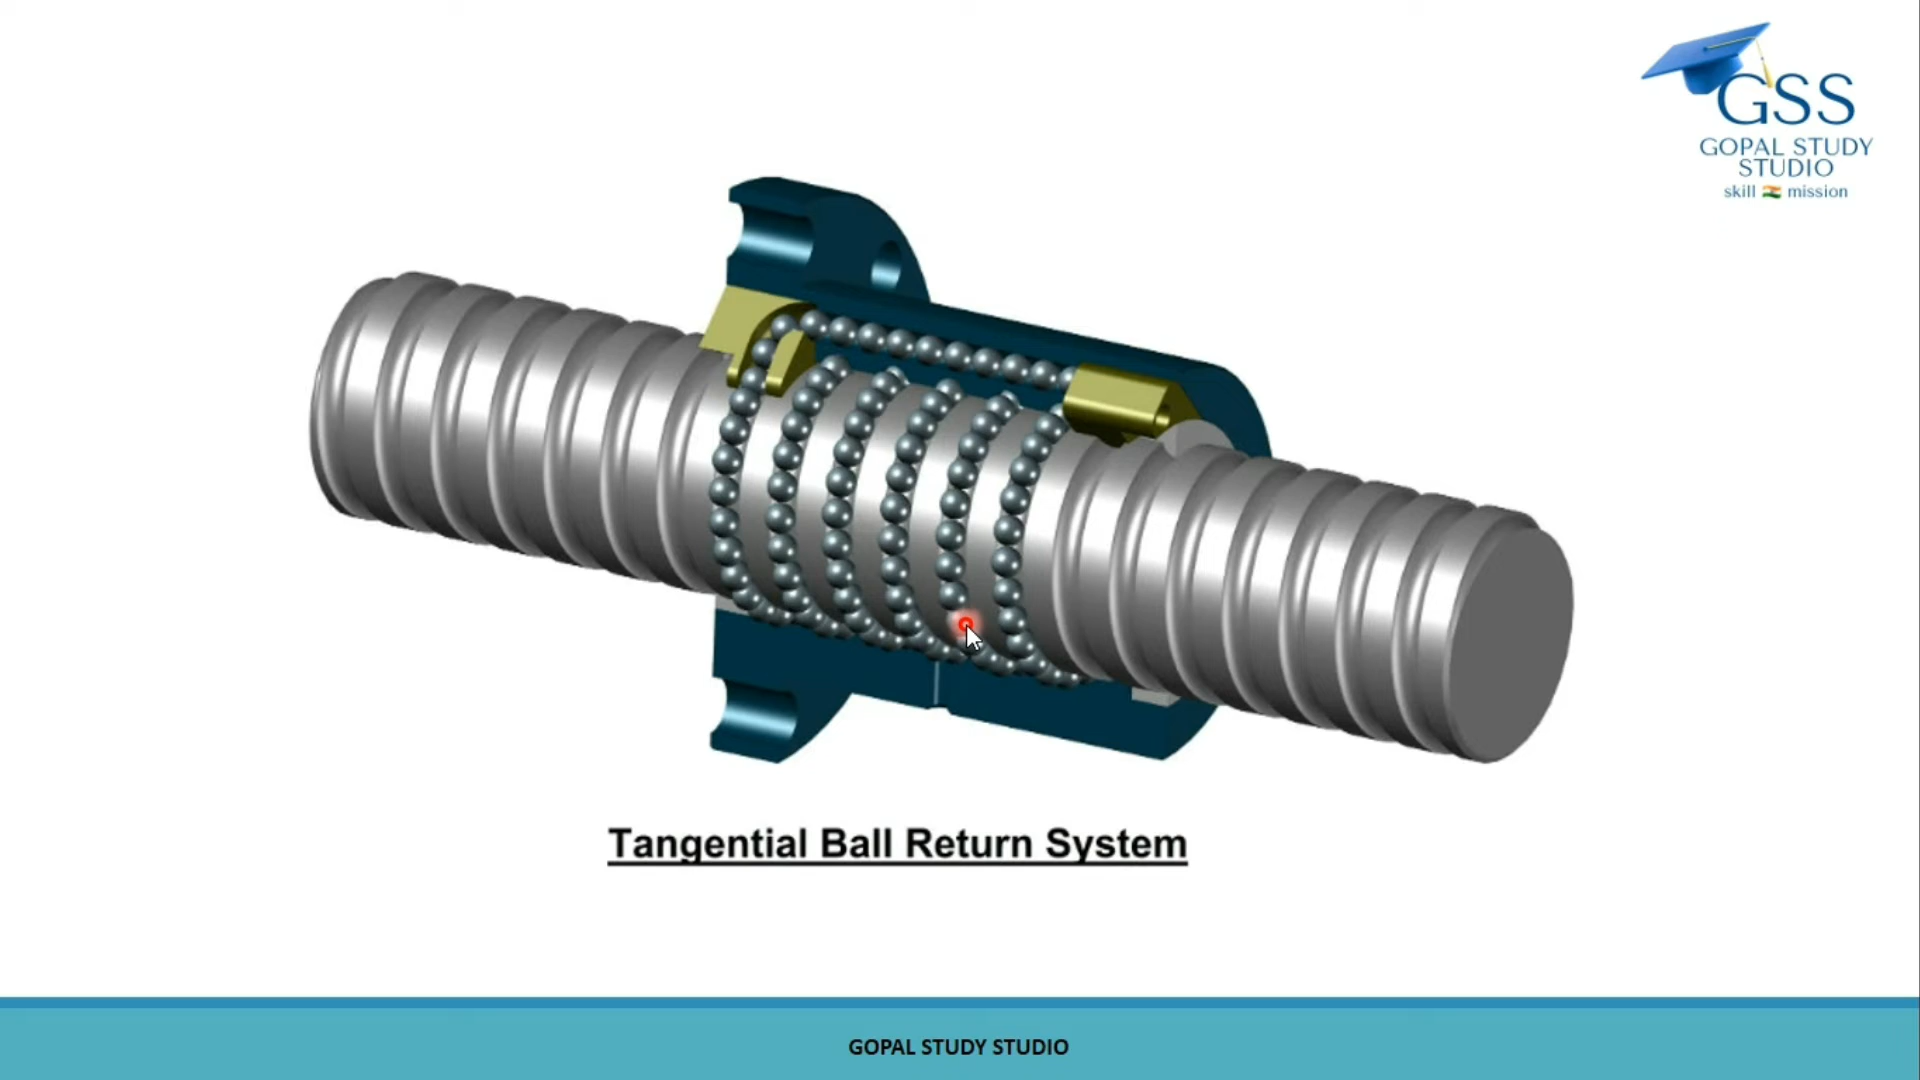 GSS
GOPAL STUDY
STUDIO
skill mission
Tangential Ball Return System
GOPAL STUDY STUDIO